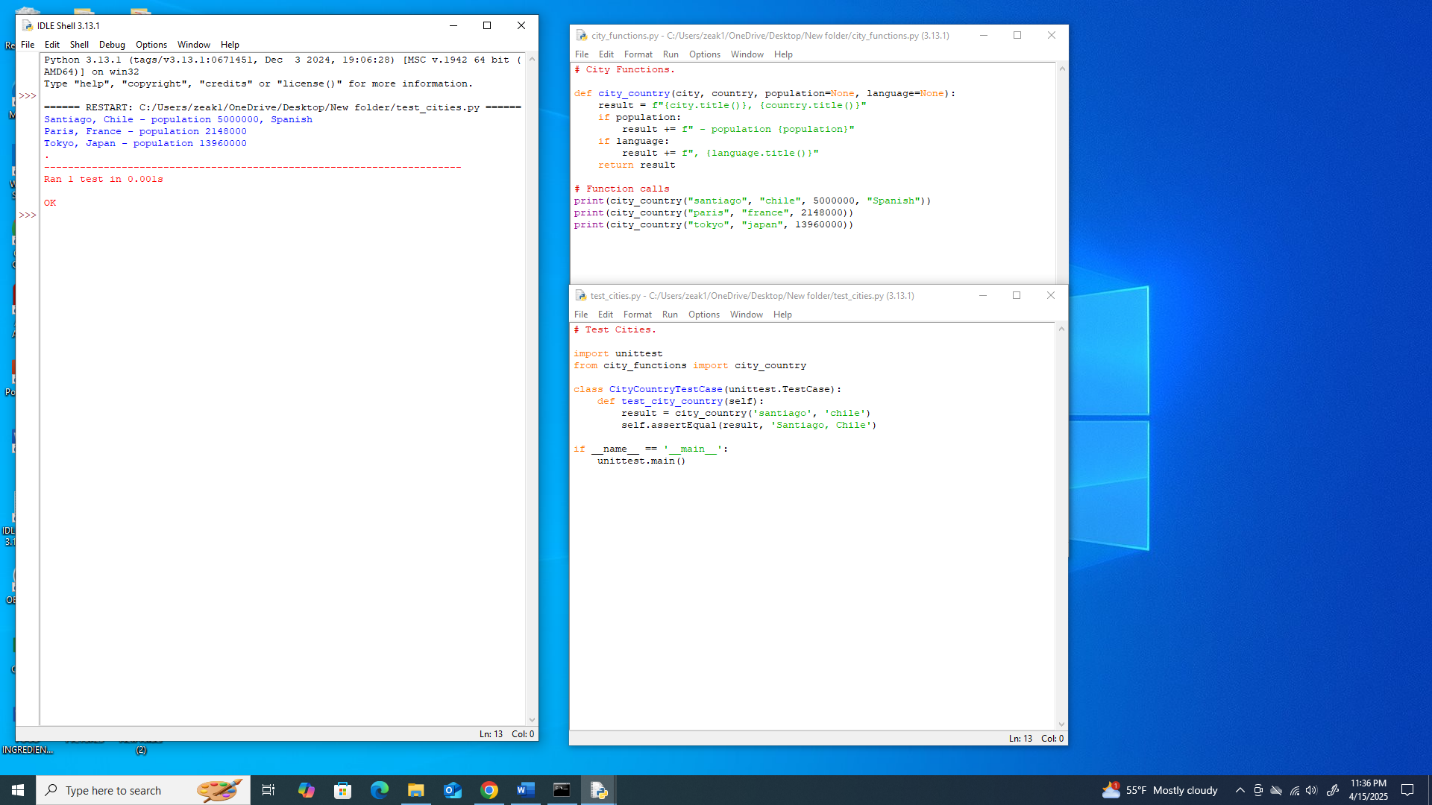 IDLE Shell 3.13.1
File Edit Shell Debug Options Window Help
Python 3.13.1 (tags/v3.13.1:0671451, Dec  3 2024, 19:06:28) [MSC v.1942 64 bit (
AMD64)] on win32
Type "help", "copyright", "credits" or "license()" for more information.
>>>
====== RESTART: C:/Users/zeak1/OneDrive/Desktop/New folder/test_cities.py ======
Santiago, Chile - population 5000000, Spanish
Paris, France - population 2148000
Tokyo, Japan - population 13960000
.
----------------------------------------------------------------------
Ran 1 test in 0.001s
OK
>>>
Ln: 13 Col: 0
city_functions.py - C:/Users/zeak1/OneDrive/Desktop/New folder/city_functions.py (3.13.1)
File Edit Format Run Options Window Help
# City Functions.
def city_country(city, country, population=None, language=None):
    result = f"{city.title()}, {country.title()}"
    if population:
        result += f" - population {population}"
    if language:
        result += f", {language.title()}"
    return result
# Function calls
print(city_country("santiago", "chile", 5000000, "Spanish"))
print(city_country("paris", "france", 2148000))
print(city_country("tokyo", "japan", 13960000))
test_cities.py - C:/Users/zeak1/OneDrive/Desktop/New folder/test_cities.py (3.13.1)
File Edit Format Run Options Window Help
# Test Cities.
import unittest
from city_functions import city_country
class CityCountryTestCase(unittest.TestCase):
    def test_city_country(self):
        result = city_country('santiago', 'chile')
        self.assertEqual(result, 'Santiago, Chile')
if __name__ == '__main__':
    unittest.main()
Ln: 13 Col: 0
IDL
3.1
INGREDIEN...
(2)
Type here to search
55°F Mostly cloudy
11:36 PM
4/15/2025